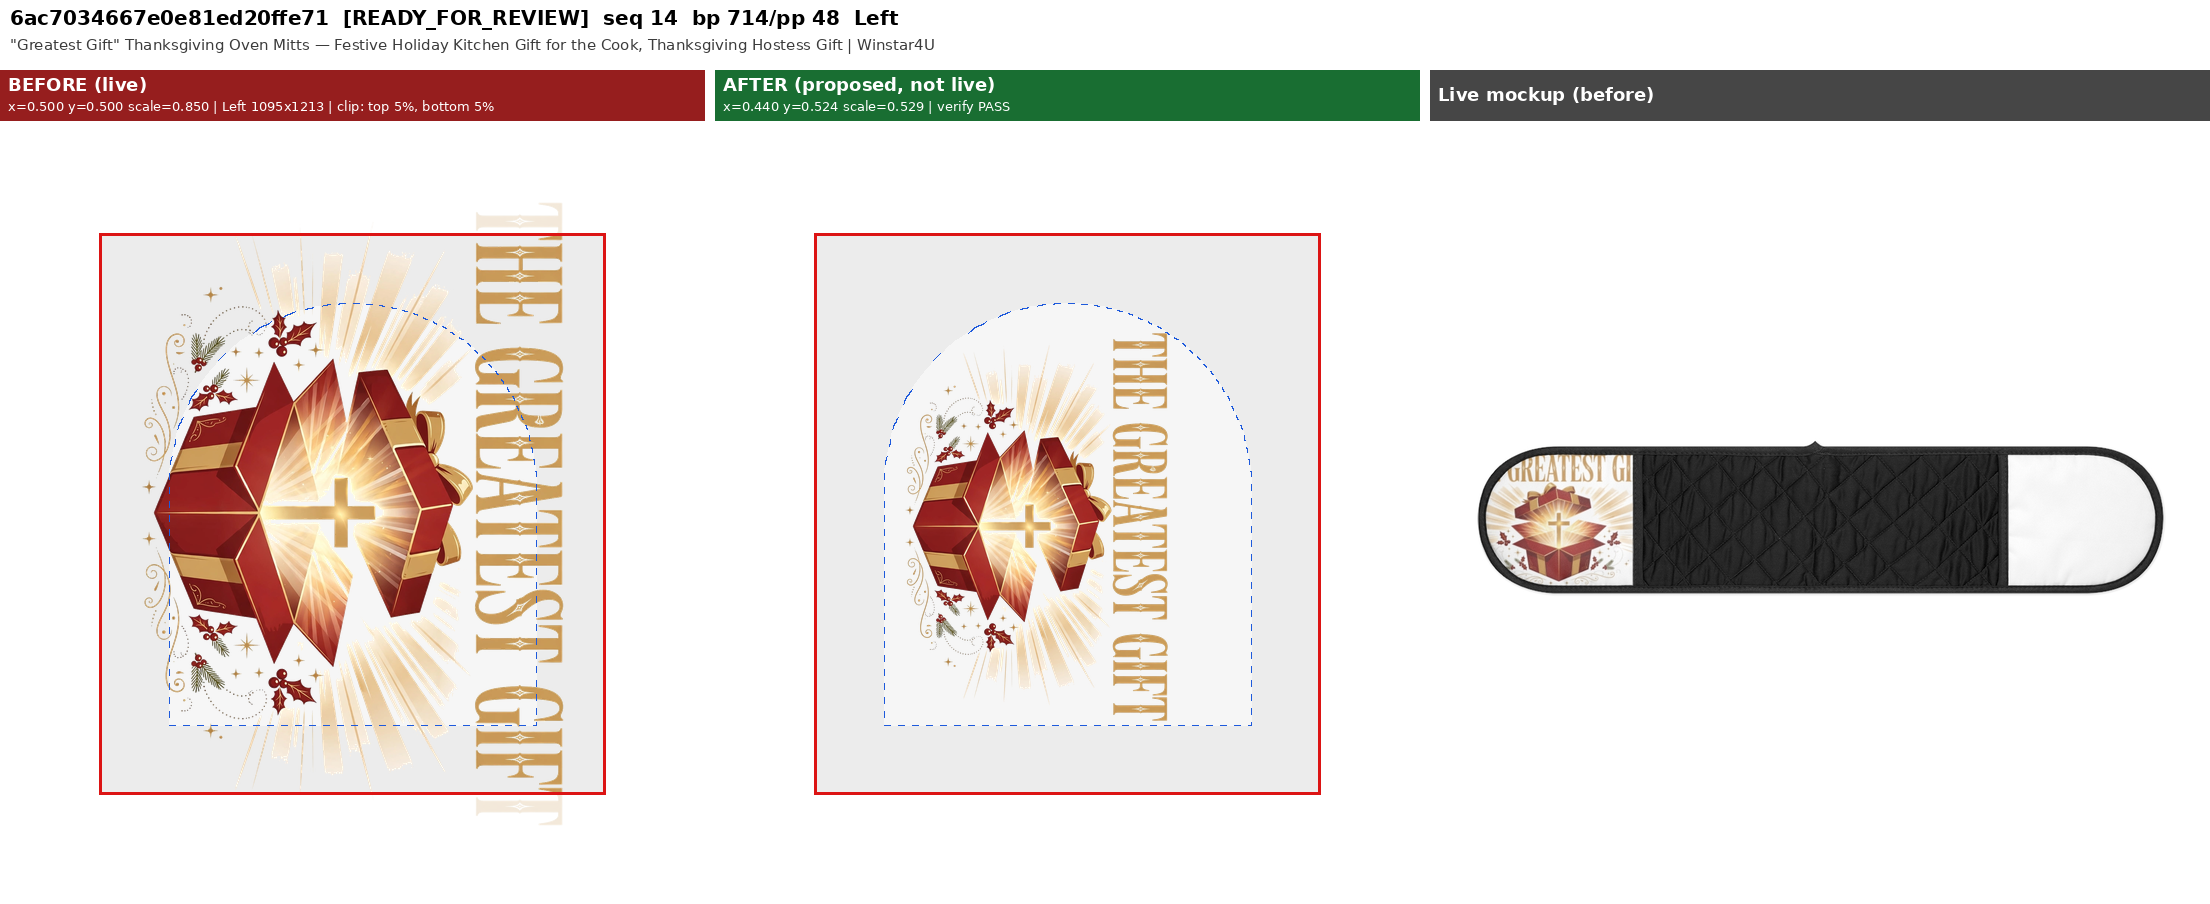 6ac7034667e0e81ed20ffe71  [READY_FOR_REVIEW]  seq 14  bp 714/pp 48  Left
"Greatest Gift" Thanksgiving Oven Mitts — Festive Holiday Kitchen Gift for the Cook, Thanksgiving Hostess Gift | Winstar4U
BEFORE (live)
x=0.500 y=0.500 scale=0.850 | Left 1095x1213 | clip: top 5%, bottom 5%
AFTER (proposed, not live)
x=0.440 y=0.524 scale=0.529 | verify PASS
Live mockup (before)
THE GREATEST GIFT
THE GREATEST GIFT
GREATEST GI